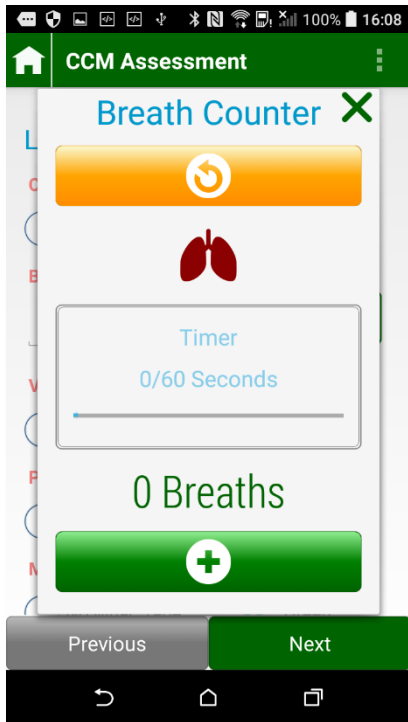 100% 16:08
CCM Assessment
Breath Counter
L
B
V
P
M
Timer
0/60 Seconds
0 Breaths
Previous
Next